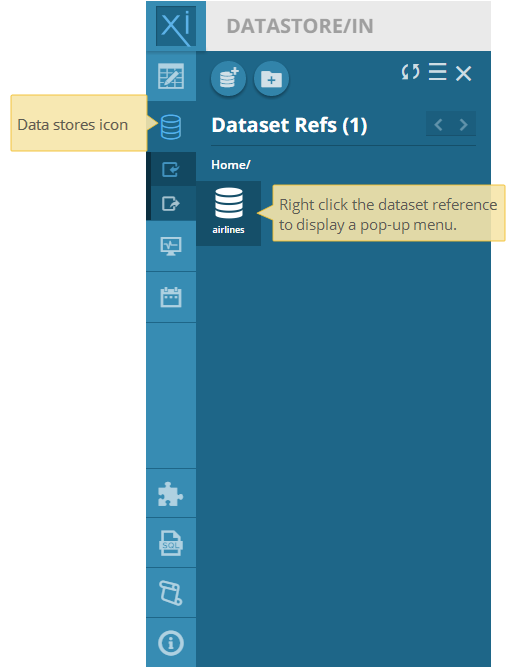 xi
DATASTORE/IN
Data stores icon
Dataset Refs (1)
Home/
airlines
Right click the dataset reference
to display a pop-up menu.
SQL